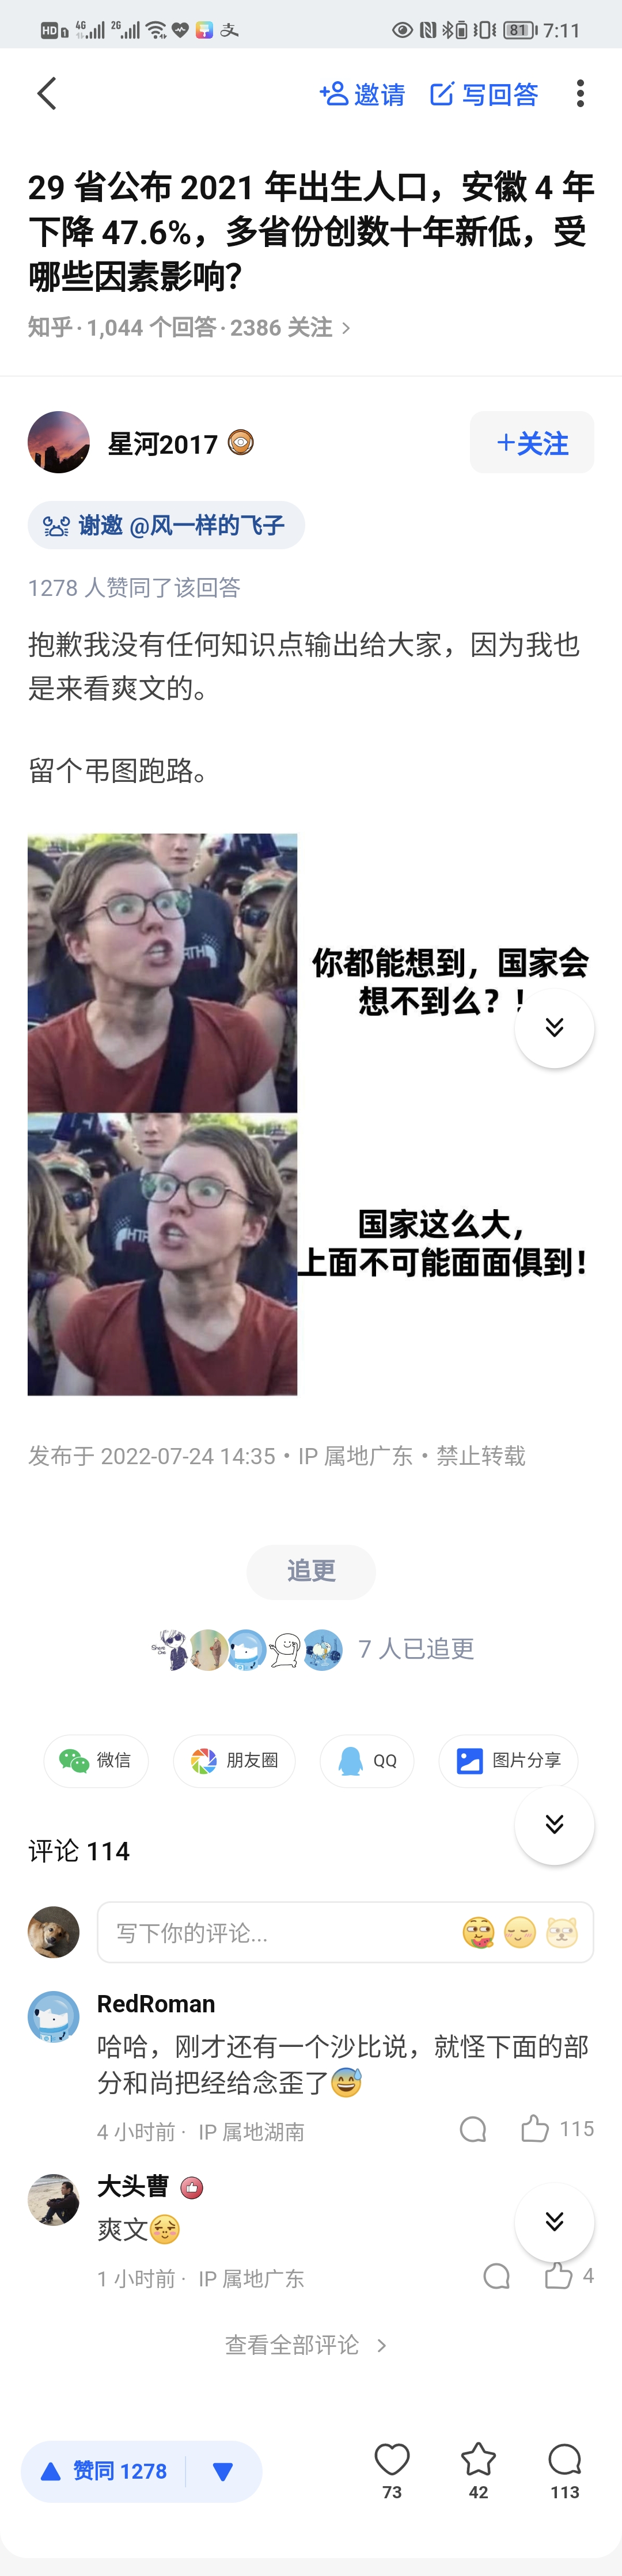 HD 4G 2G 支 81 7:11
邀请 写回答
29 省公布 2021 年出生人口，安徽 4 年
下降 47.6%，多省份创数十年新低，受
哪些因素影响？
知乎 · 1,044 个回答 · 2386 关注 >
星河2017
+关注
谢邀 @风一样的飞子
1278 人赞同了该回答
抱歉我没有任何知识点输出给大家，因为我也
是来看爽文的。
留个弔图跑路。
你都能想到，国家会
想不到么？！
国家这么大，
上面不可能面面俱到！
发布于 2022-07-24 14:35 · IP 属地广东 · 禁止转载
追更
7 人已追更
微信 朋友圈 QQ 图片分享
评论 114
写下你的评论...
RedRoman
哈哈，刚才还有一个沙比说，就怪下面的部
分和尚把经给念歪了😅
4 小时前 · IP 属地湖南 115
大头曹
爽文😌
1 小时前 · IP 属地广东 4
查看全部评论 >
赞同 1278 73 42 113